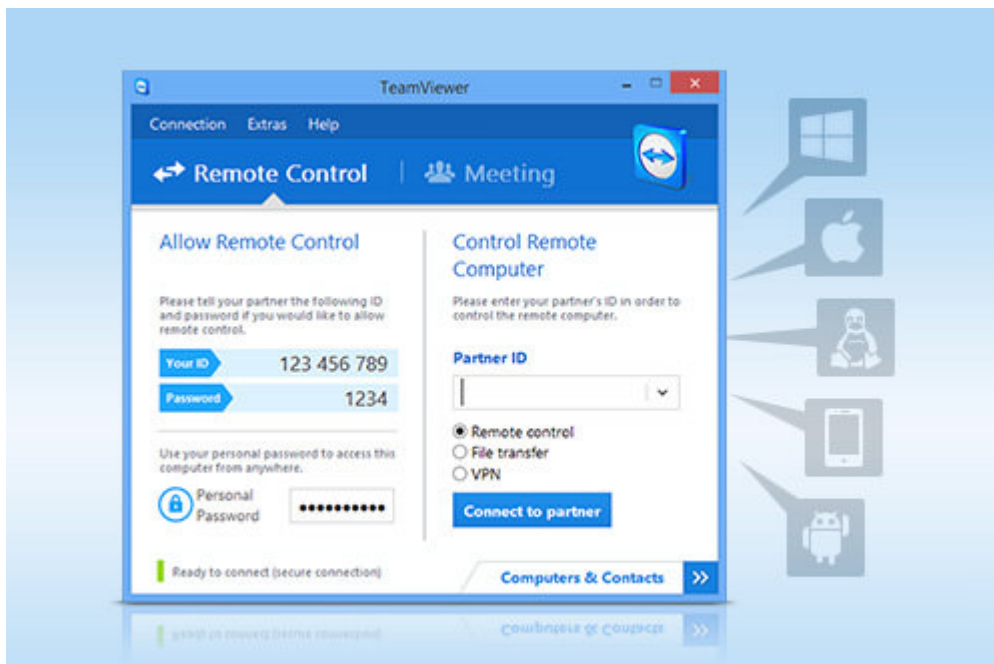 TeamViewer
Connection Extras Help
Remote Control
Meeting
Allow Remote Control
Please tell your partner the following ID
and password if you would like to allow
remote control.
Your ID 123 456 789
Password 1234
Use your personal password to access this
computer from anywhere.
Personal
Password
Control Remote
Computer
Please enter your partner's ID in order to
control the remote computer.
Partner ID
Remote control
File transfer
VPN
Connect to partner
Ready to connect (secure connection)
Computers & Contacts